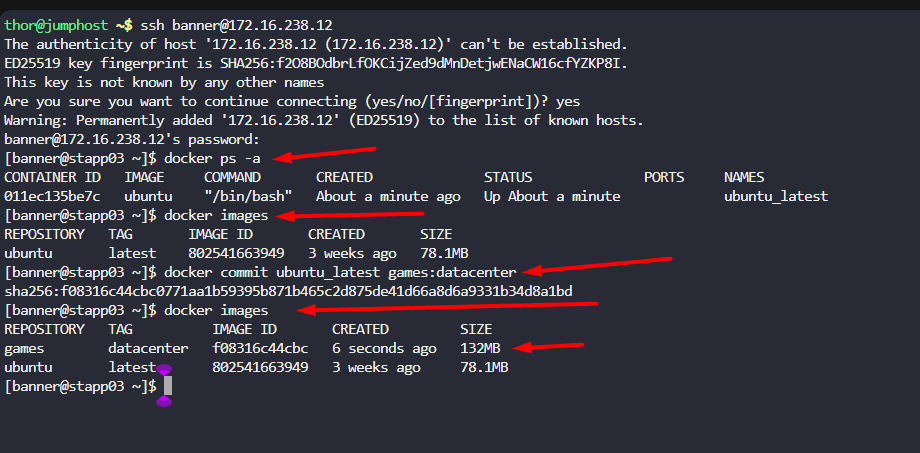 thor@jumphost ~$ ssh banner@172.16.238.12
The authenticity of host '172.16.238.12 (172.16.238.12)' can't be established.
ED25519 key fingerprint is SHA256:f2O8BOdbrLfOKCijZed9dMnDetjwENaCW16cfYZKP8I.
This key is not known by any other names
Are you sure you want to continue connecting (yes/no/[fingerprint])? yes
Warning: Permanently added '172.16.238.12' (ED25519) to the list of known hosts.
banner@172.16.238.12's password:
[banner@stapp03 ~]$ docker ps -a
CONTAINER ID   IMAGE     COMMAND       CREATED              STATUS              PORTS     NAMES
011ec135be7c   ubuntu    "/bin/bash"   About a minute ago   Up About a minute             ubuntu_latest
[banner@stapp03 ~]$ docker images
REPOSITORY   TAG       IMAGE ID       CREATED       SIZE
ubuntu       latest    802541663949   3 weeks ago   78.1MB
[banner@stapp03 ~]$ docker commit ubuntu_latest games:datacenter
sha256:f08316c44cbc0771aa1b59395b871b465c2d875de41d66a8d6a9331b34d8a1bd
[banner@stapp03 ~]$ docker images
REPOSITORY   TAG          IMAGE ID       CREATED         SIZE
games        datacenter   f08316c44cbc   6 seconds ago   132MB
ubuntu       latest       802541663949   3 weeks ago     78.1MB
[banner@stapp03 ~]$